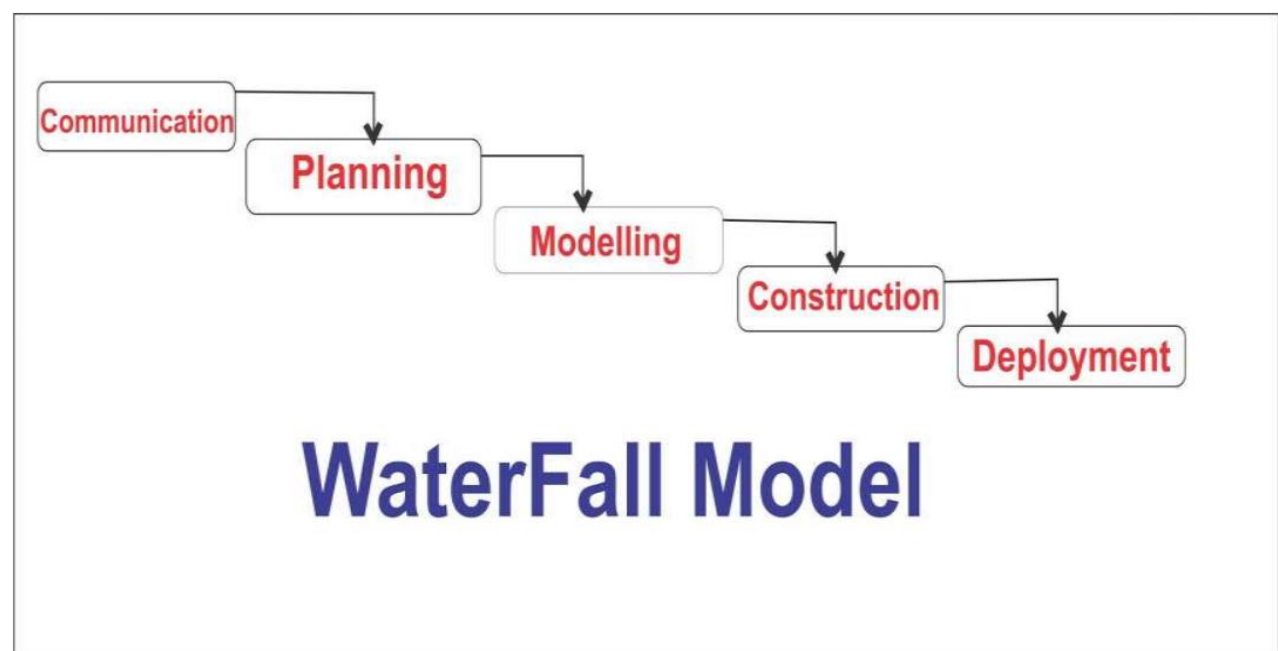 Communication
Planning
Modelling
Construction
Deployment
WaterFall Model